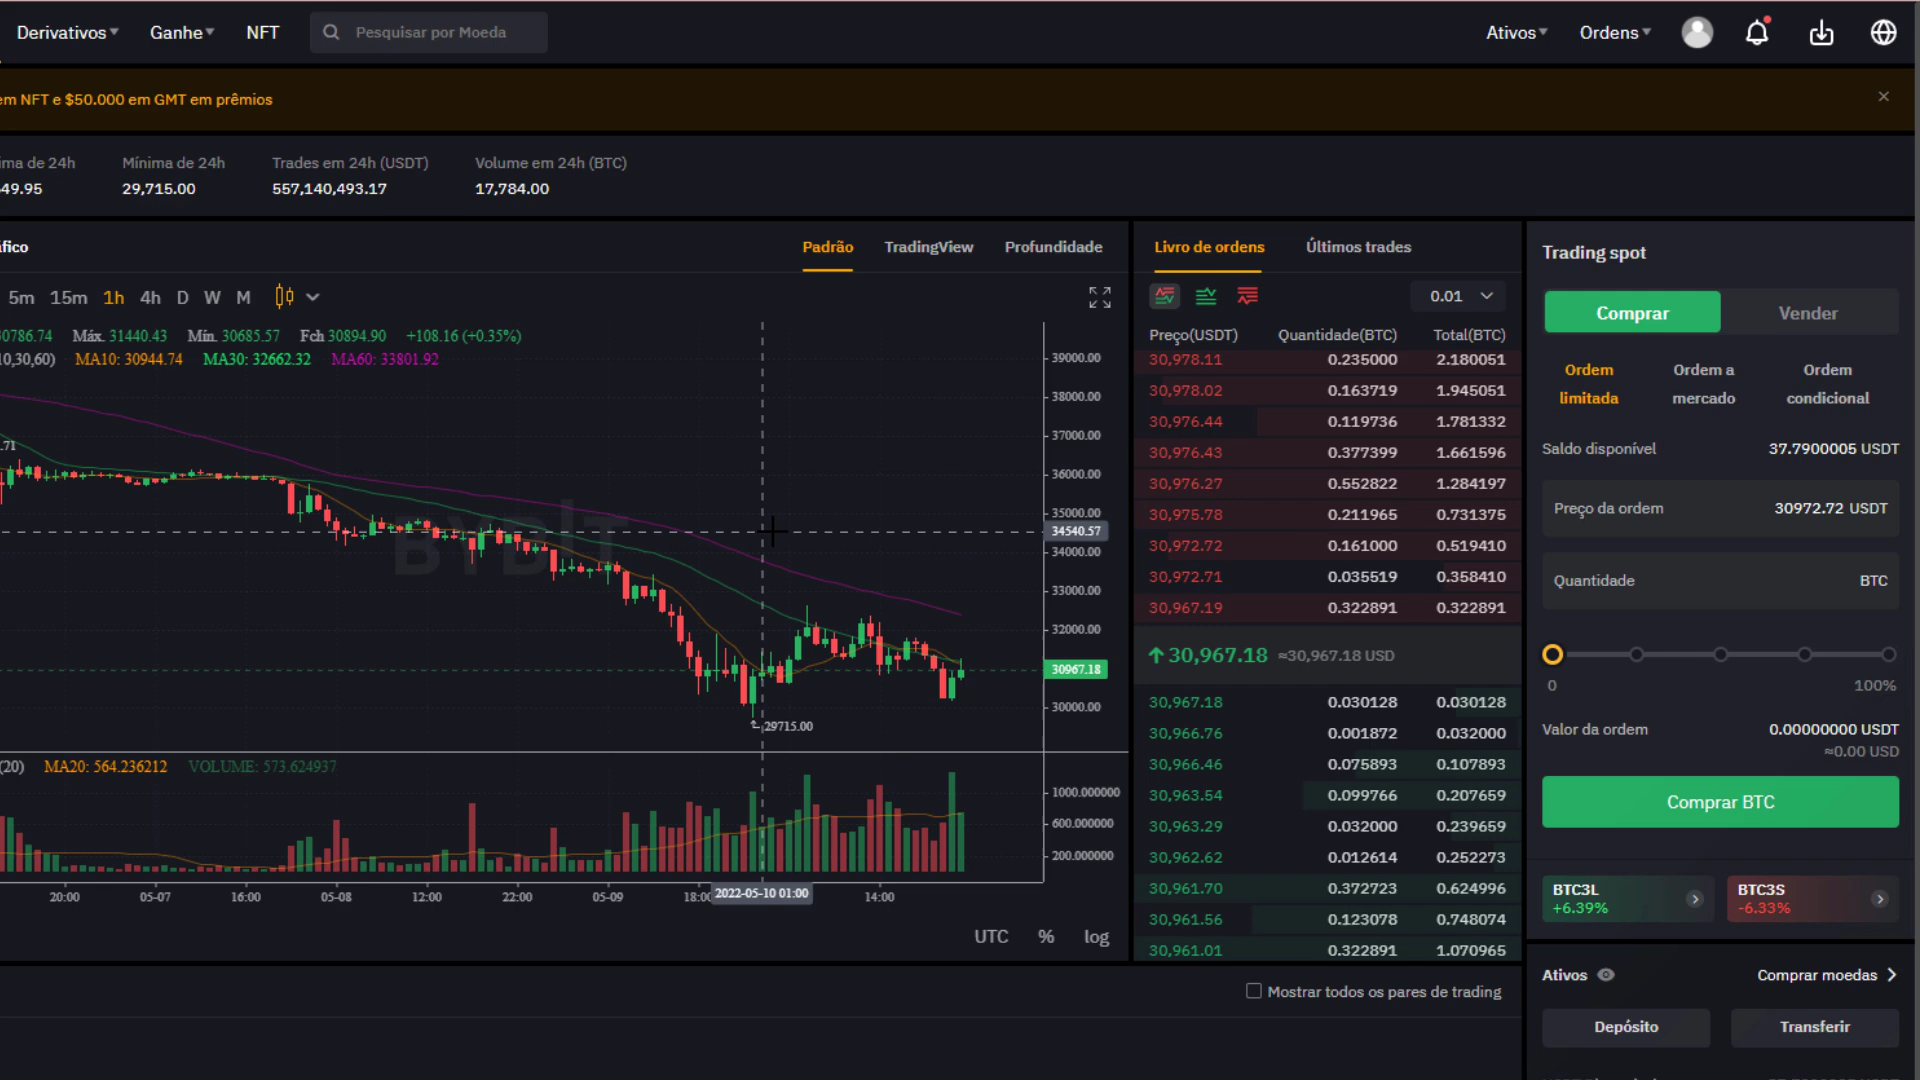 Derivativos Ganhe NFT Pesquisar por Moeda Ativos Ordens
em NFT e $50.000 em GMT em prêmios
ima de 24h Mínima de 24h Trades em 24h (USDT) Volume em 24h (BTC)
49.95 29,715.00 557,140,493.17 17,784.00
áfico Padrão TradingView Profundidade
5m 15m 1h 4h D W M
30786.74 Máx. 31440.43 Mín. 30685.57 Fch 30894.90 +108.16 (+0.35%)
10,30,60) MA10: 30944.74 MA30: 32662.32 MA60: 33801.92
39000.00
38000.00
37000.00
.71
36000.00
35000.00
34540.57
BYBIT
34000.00
33000.00
32000.00
30967.18
30000.00
29715.00
(20) MA20: 564.236212 VOLUME: 573.624937
1000.000000
600.000000
200.000000
20:00 05-07 16:00 05-08 12:00 22:00 05-09 18:00 2022-05-10 01:00 14:00
UTC % log
Livro de ordens Últimos trades
0.01
Preço(USDT) Quantidade(BTC) Total(BTC)
30,978.11 0.235000 2.180051
30,978.02 0.163719 1.945051
30,976.44 0.119736 1.781332
30,976.43 0.377399 1.661596
30,976.27 0.552822 1.284197
30,975.78 0.211965 0.731375
30,972.72 0.161000 0.519410
30,972.71 0.035519 0.358410
30,967.19 0.322891 0.322891
30,967.18 ≈30,967.18 USD
30,967.18 0.030128 0.030128
30,966.76 0.001872 0.032000
30,966.46 0.075893 0.107893
30,963.54 0.099766 0.207659
30,963.29 0.032000 0.239659
30,962.62 0.012614 0.252273
30,961.70 0.372723 0.624996
30,961.56 0.123078 0.748074
30,961.01 0.322891 1.070965
Mostrar todos os pares de trading
Trading spot
Comprar Vender
Ordem limitada
Ordem a mercado
Ordem condicional
Saldo disponível 37.7900005 USDT
Preço da ordem 30972.72 USDT
Quantidade BTC
0 100%
Valor da ordem 0.00000000 USDT
≈0.00 USD
Comprar BTC
BTC3L BTC3S
+6.39% -6.33%
Ativos Comprar moedas
Depósito Transferir